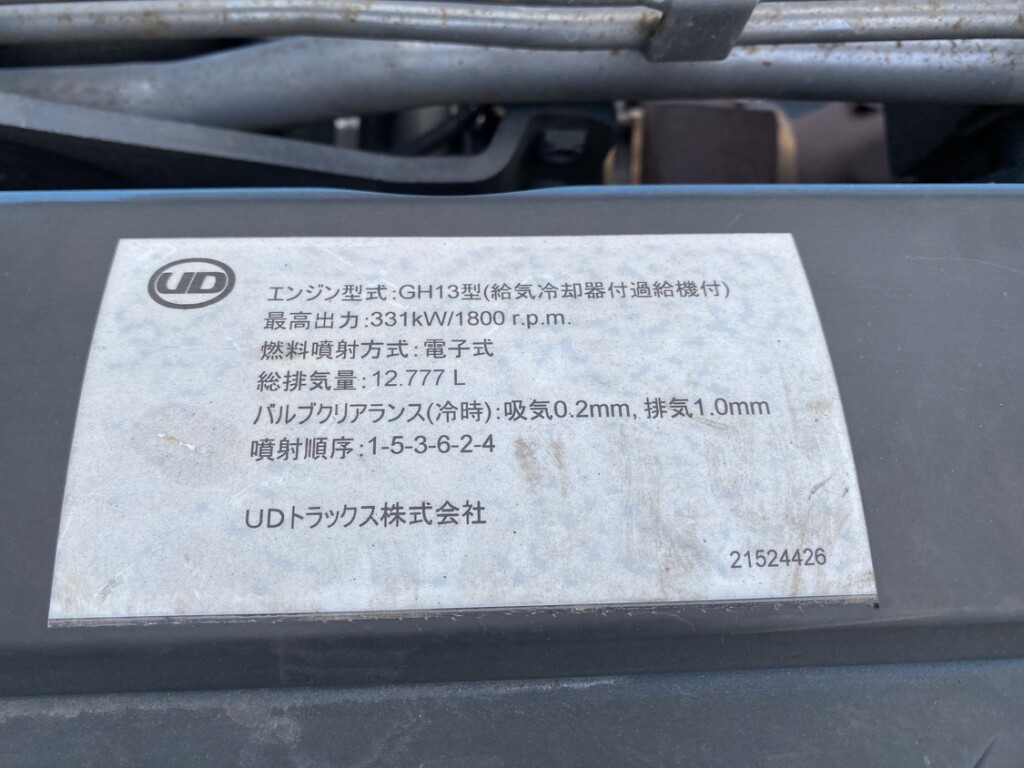 UD
エンジン型式:GH13型(給気冷却器付過給機付)
最高出力:331kW/1800 r.p.m.
燃料噴射方式:電子式
総排気量:12.777 L
バルブクリアランス(冷時):吸気0.2mm, 排気1.0mm
噴射順序:1-5-3-6-2-4
UDトラックス株式会社
21524426